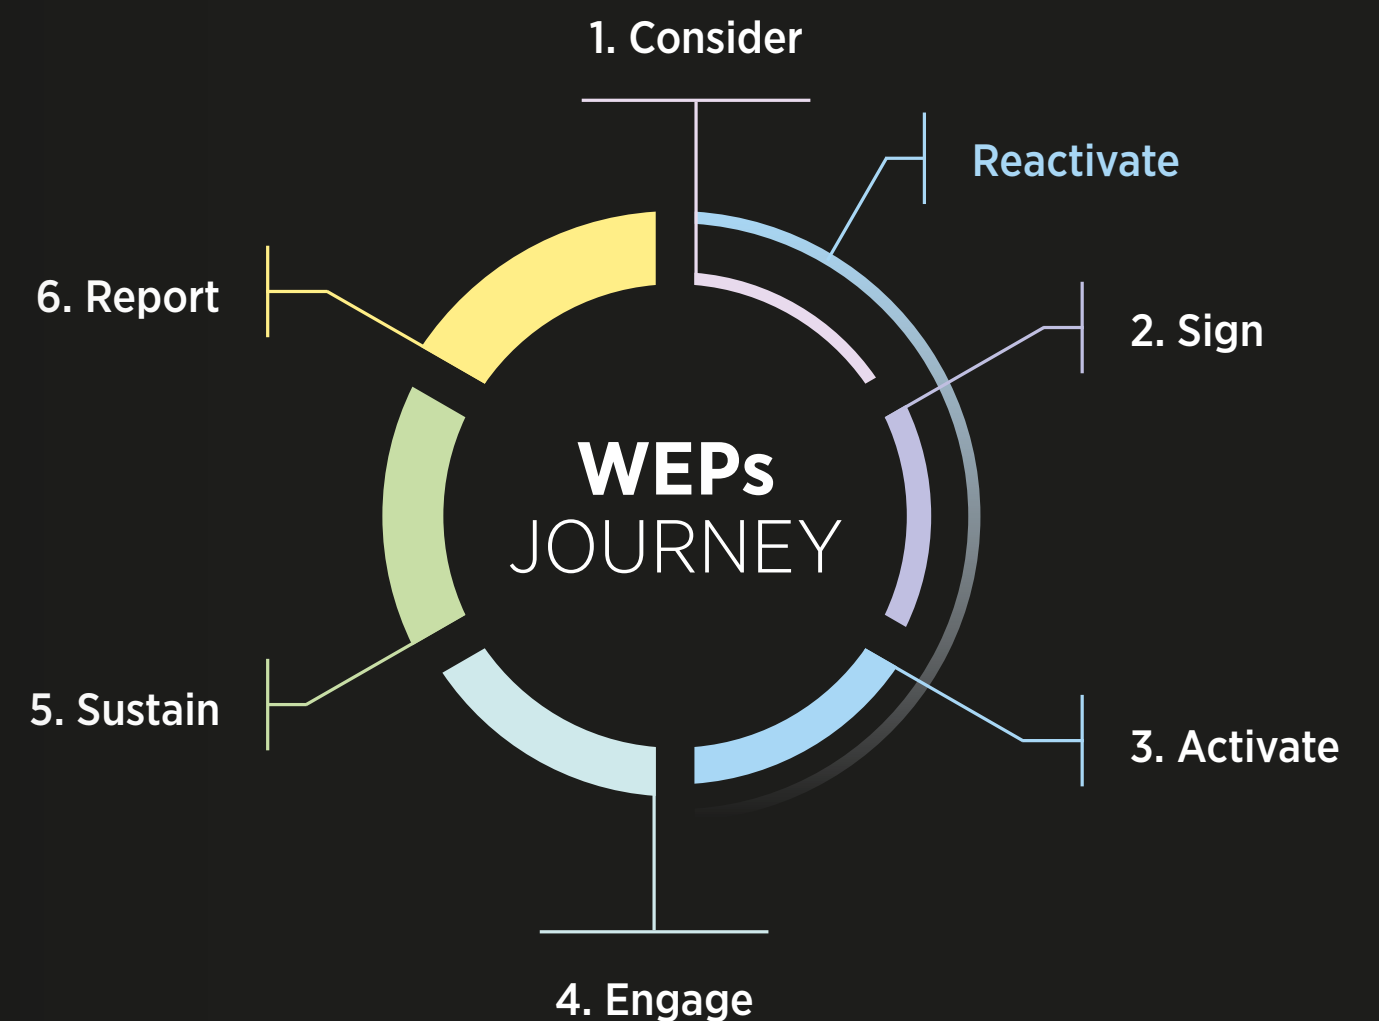 1. Consider
Reactivate
2. Sign
3. Activate
4. Engage
5. Sustain
6. Report
WEPs
JOURNEY